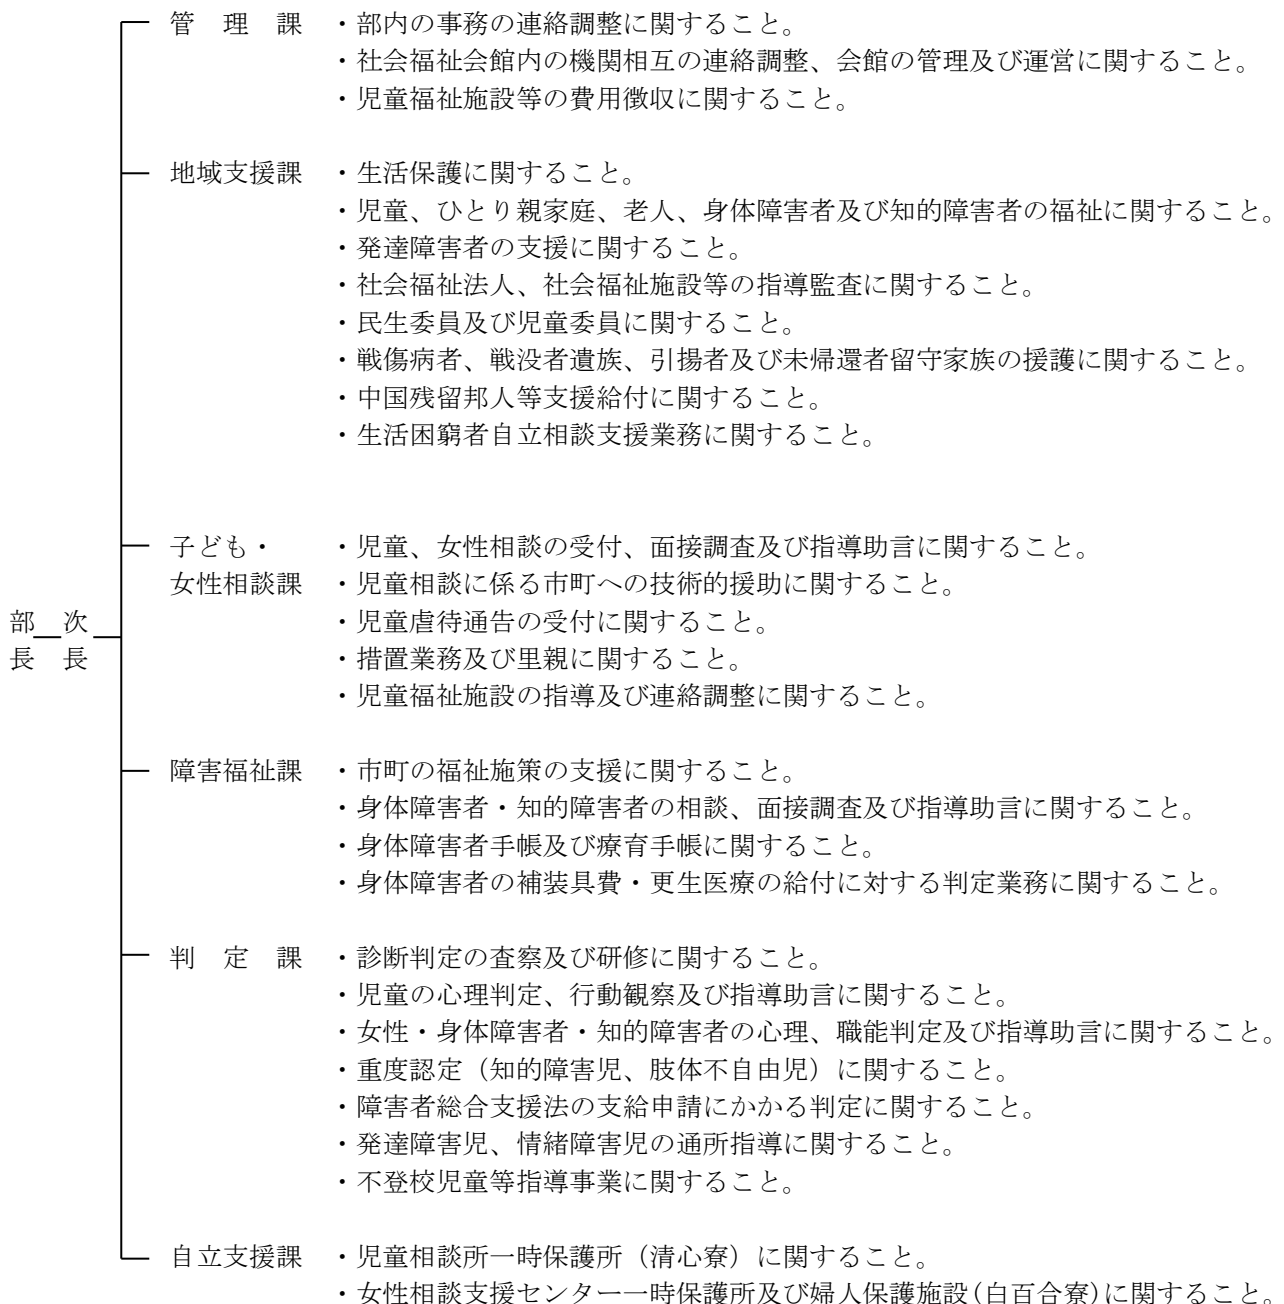 管　理　課　・部内の事務の連絡調整に関すること。
・社会福祉会館内の機関相互の連絡調整、会館の管理及び運営に関すること。
・児童福祉施設等の費用徴収に関すること。
地域支援課　・生活保護に関すること。
・児童、ひとり親家庭、老人、身体障害者及び知的障害者の福祉に関すること。
・発達障害者の支援に関すること。
・社会福祉法人、社会福祉施設等の指導監査に関すること。
・民生委員及び児童委員に関すること。
・戦傷病者、戦没者遺族、引揚者及び未帰還者留守家族の援護に関すること。
・中国残留邦人等支援給付に関すること。
・生活困窮者自立相談支援業務に関すること。
子ども・　・児童、女性相談の受付、面接調査及び指導助言に関すること。
女性相談課　・児童相談に係る市町への技術的援助に関すること。
部　次　・児童虐待通告の受付に関すること。
長　長　・措置業務及び里親に関すること。
・児童福祉施設の指導及び連絡調整に関すること。
障害福祉課　・市町の福祉施策の支援に関すること。
・身体障害者・知的障害者の相談、面接調査及び指導助言に関すること。
・身体障害者手帳及び療育手帳に関すること。
・身体障害者の補装具費・更生医療の給付に対する判定業務に関すること。
判　定　課　・診断判定の査察及び研修に関すること。
・児童の心理判定、行動観察及び指導助言に関すること。
・女性・身体障害者・知的障害者の心理、職能判定及び指導助言に関すること。
・重度認定（知的障害児、肢体不自由児）に関すること。
・障害者総合支援法の支給申請にかかる判定に関すること。
・発達障害児、情緒障害児の通所指導に関すること。
・不登校児童等指導事業に関すること。
自立支援課　・児童相談所一時保護所（清心寮）に関すること。
・女性相談支援センター一時保護所及び婦人保護施設(白百合寮)に関すること。